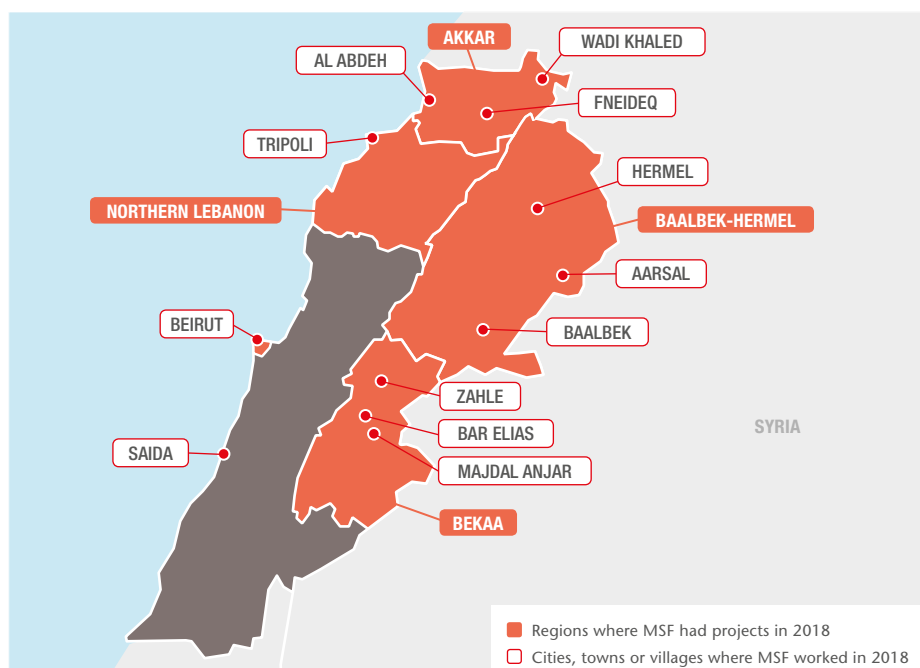 AKKAR
WADI KHALED
AL ABDEH
FNEIDEQ
TRIPOLI
HERMEL
NORTHERN LEBANON
BAALBEK-HERMEL
AARSAL
BEIRUT
BAALBEK
ZAHLE
SYRIA
BAR ELIAS
SAIDA
MAJDAL ANJAR
BEKAA
Regions where MSF had projects in 2018
Cities, towns or villages where MSF worked in 2018